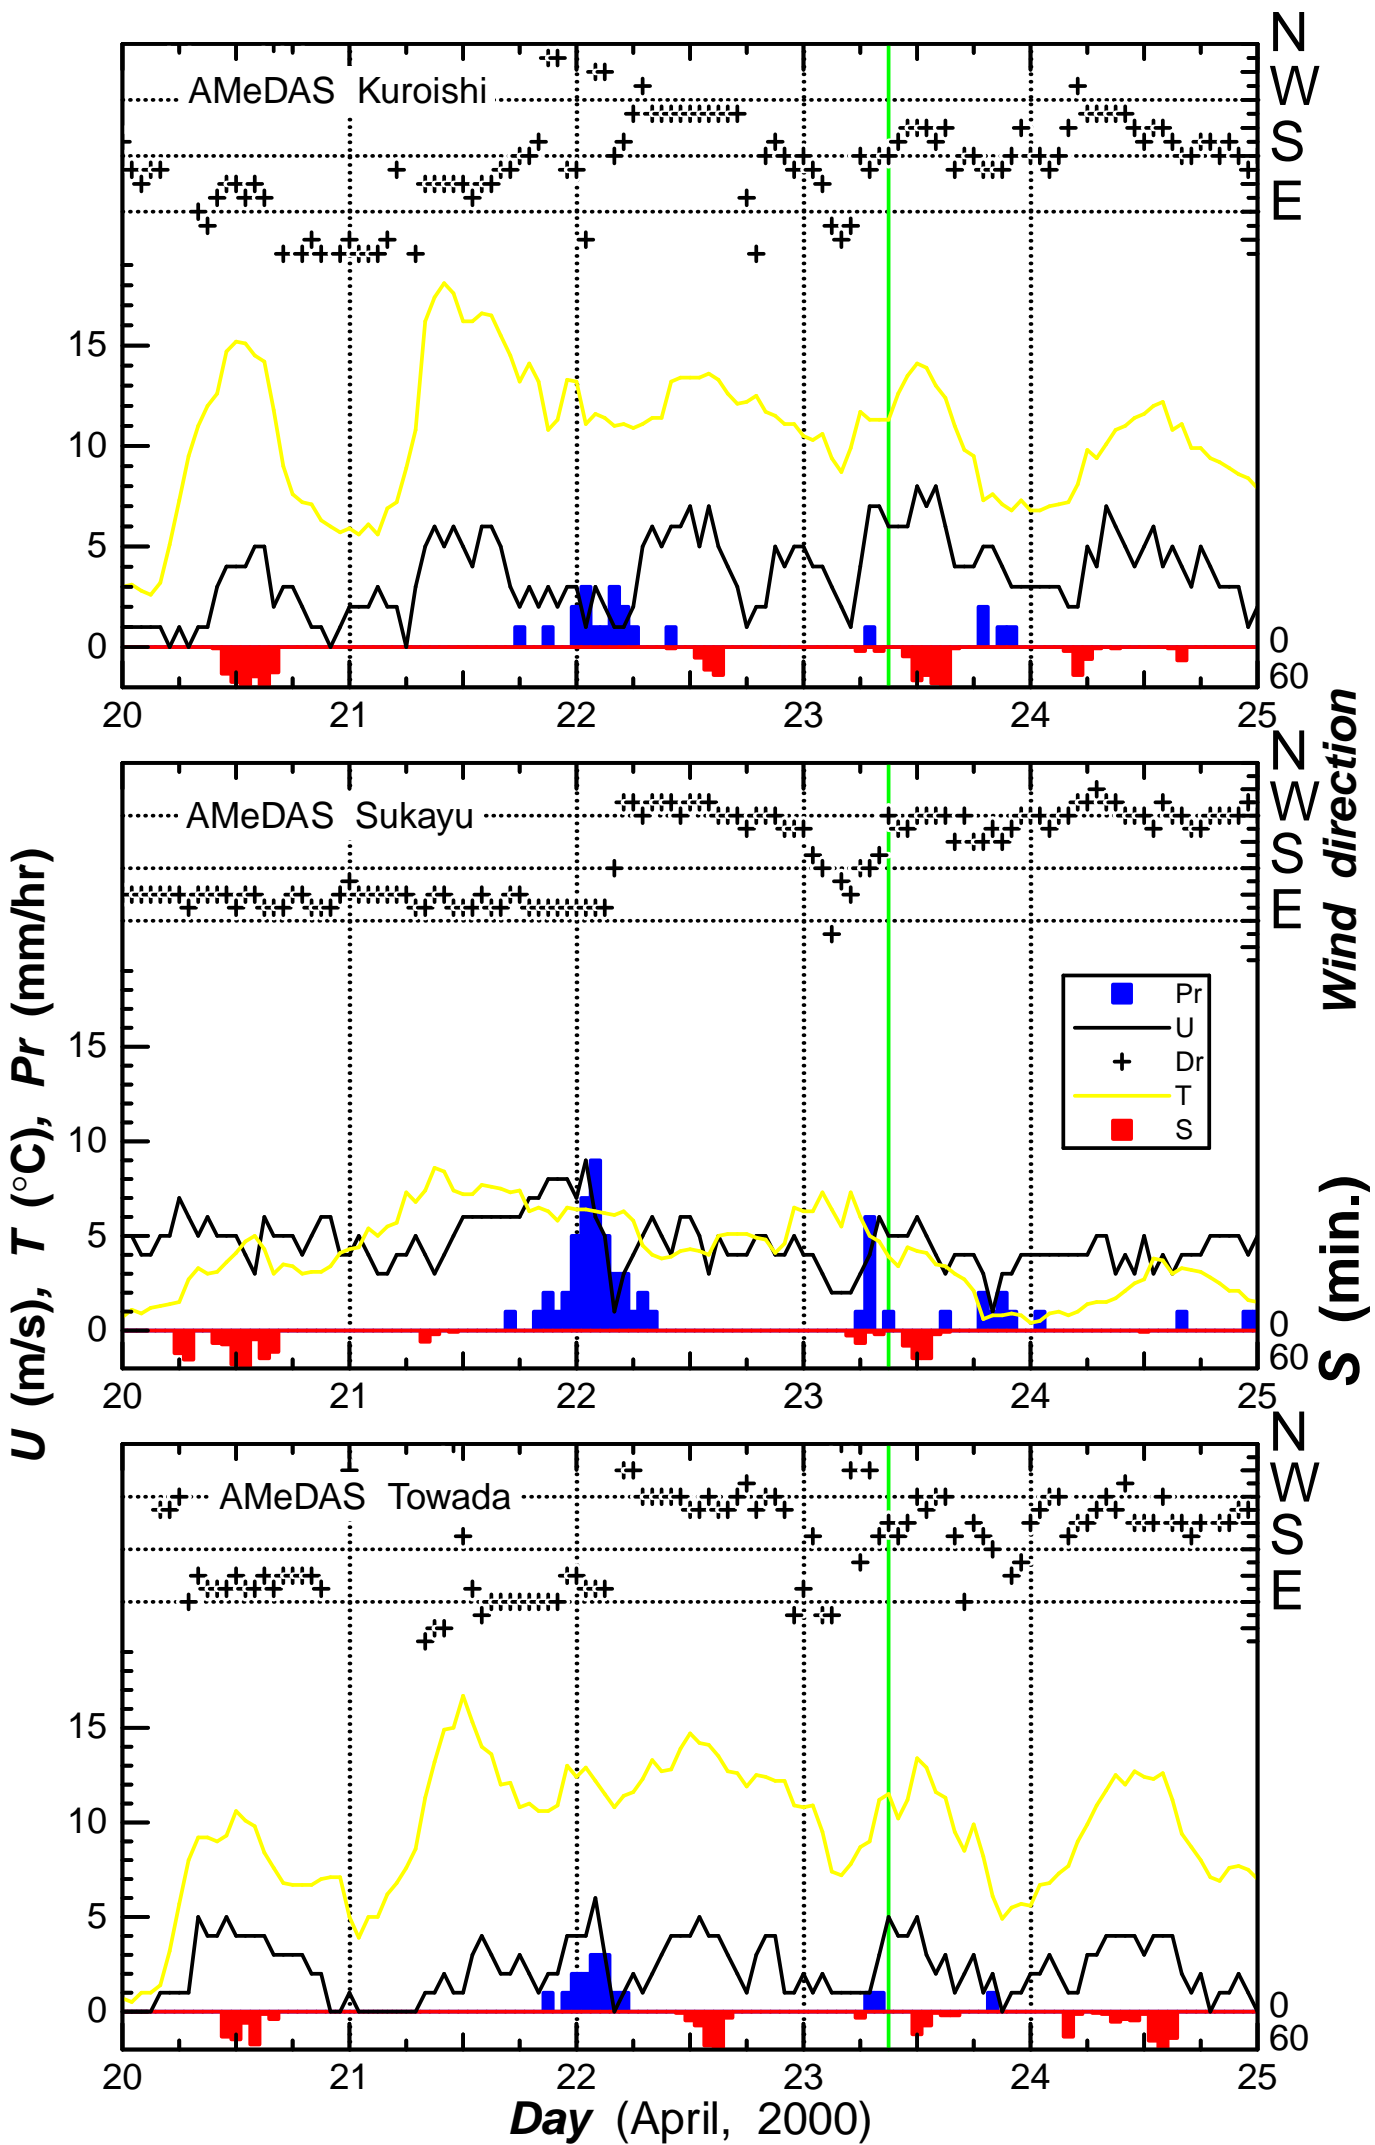 N
AMeDAS Kuroishi
W
S
E
15
10
5
0
0
60
20 21 22 23 24 25
N
AMeDAS Sukayu
W
S
E
Pr
U
Dr
T
S
15
10
5
0
0
60
20 21 22 23 24 25
N
AMeDAS Towada
W
S
E
15
10
5
0
0
60
20 21 22 23 24 25
Day (April, 2000)
U (m/s), T (°C), Pr (mm/hr)
Wind direction
S (min.)